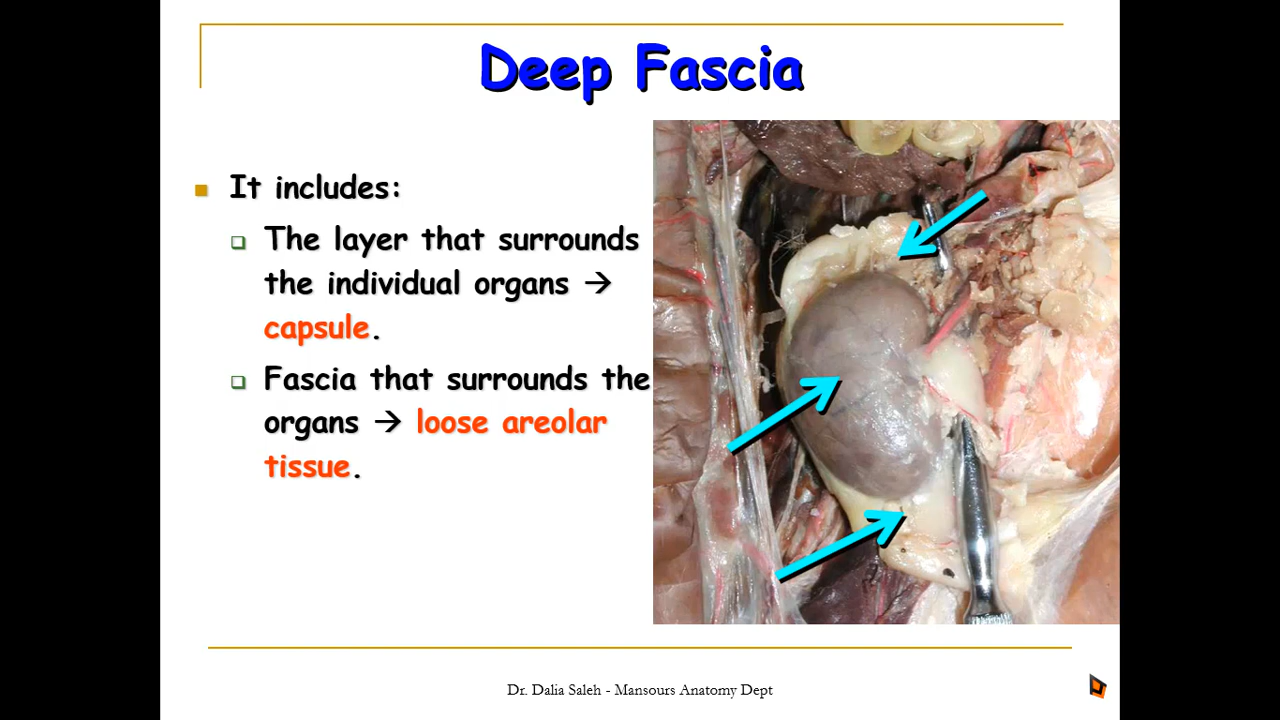 Deep Fascia
It includes:
The layer that surrounds
the individual organs →
capsule.
Fascia that surrounds the
organs → loose areolar
tissue.
Dr. Dalia Saleh - Mansours Anatomy Dept